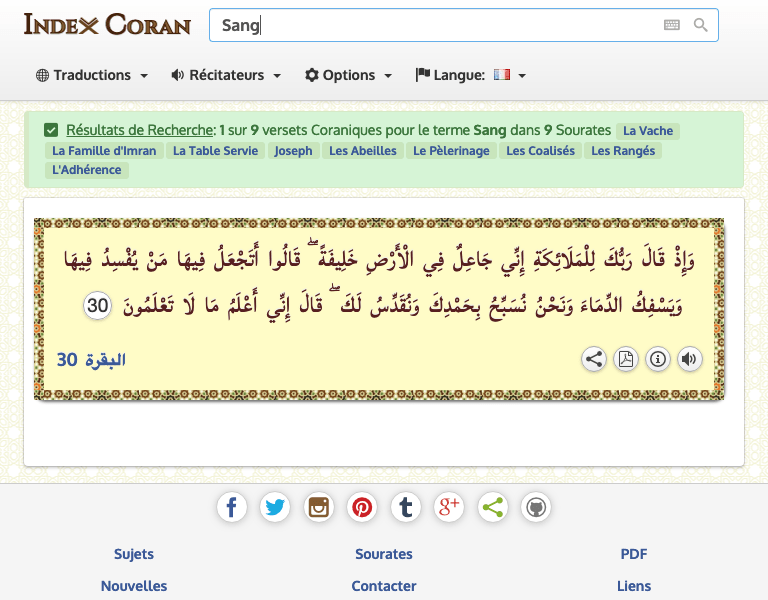 Index Coran
Sang
Traductions
Récitateurs
Options
Langue:
Résultats de Recherche: 1 sur 9 versets Coraniques pour le terme Sang dans 9 Sourates La Vache
La Famille d'Imran La Table Servie Joseph Les Abeilles Le Pèlerinage Les Coalisés Les Rangés
L'Adhérence
وَإِذْ قَالَ رَبُّكَ لِلْمَلَائِكَةِ إِنِّي جَاعِلٌ فِي الْأَرْضِ خَلِيفَةً ۖ قَالُوا أَتَجْعَلُ فِيهَا مَنْ يُفْسِدُ فِيهَا
وَيَسْفِكُ الدِّمَاءَ وَنَحْنُ نُسَبِّحُ بِحَمْدِكَ وَنُقَدِّسُ لَكَ ۖ قَالَ إِنِّي أَعْلَمُ مَا لَا تَعْلَمُونَ 30
البقرة 30
Sujets
Sourates
PDF
Nouvelles
Contacter
Liens